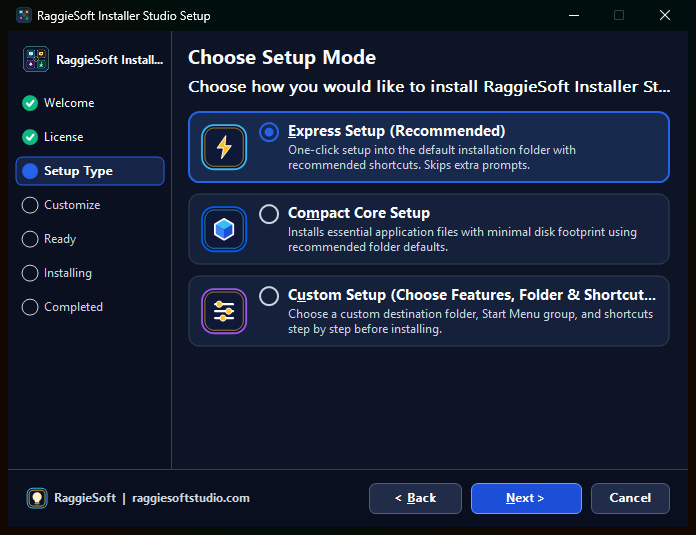 RaggieSoft Installer Studio Setup
RaggieSoft Install...
Welcome
License
Setup Type
Customize
Ready
Installing
Completed
Choose Setup Mode
Choose how you would like to install RaggieSoft Installer St...
Express Setup (Recommended)
One-click setup into the default installation folder with
recommended shortcuts. Skips extra prompts.
Compact Core Setup
Installs essential application files with minimal disk footprint using
recommended folder defaults.
Custom Setup (Choose Features, Folder & Shortcut...
Choose a custom destination folder, Start Menu group, and shortcuts
step by step before installing.
RaggieSoft | raggiesoftstudio.com
< Back
Next >
Cancel